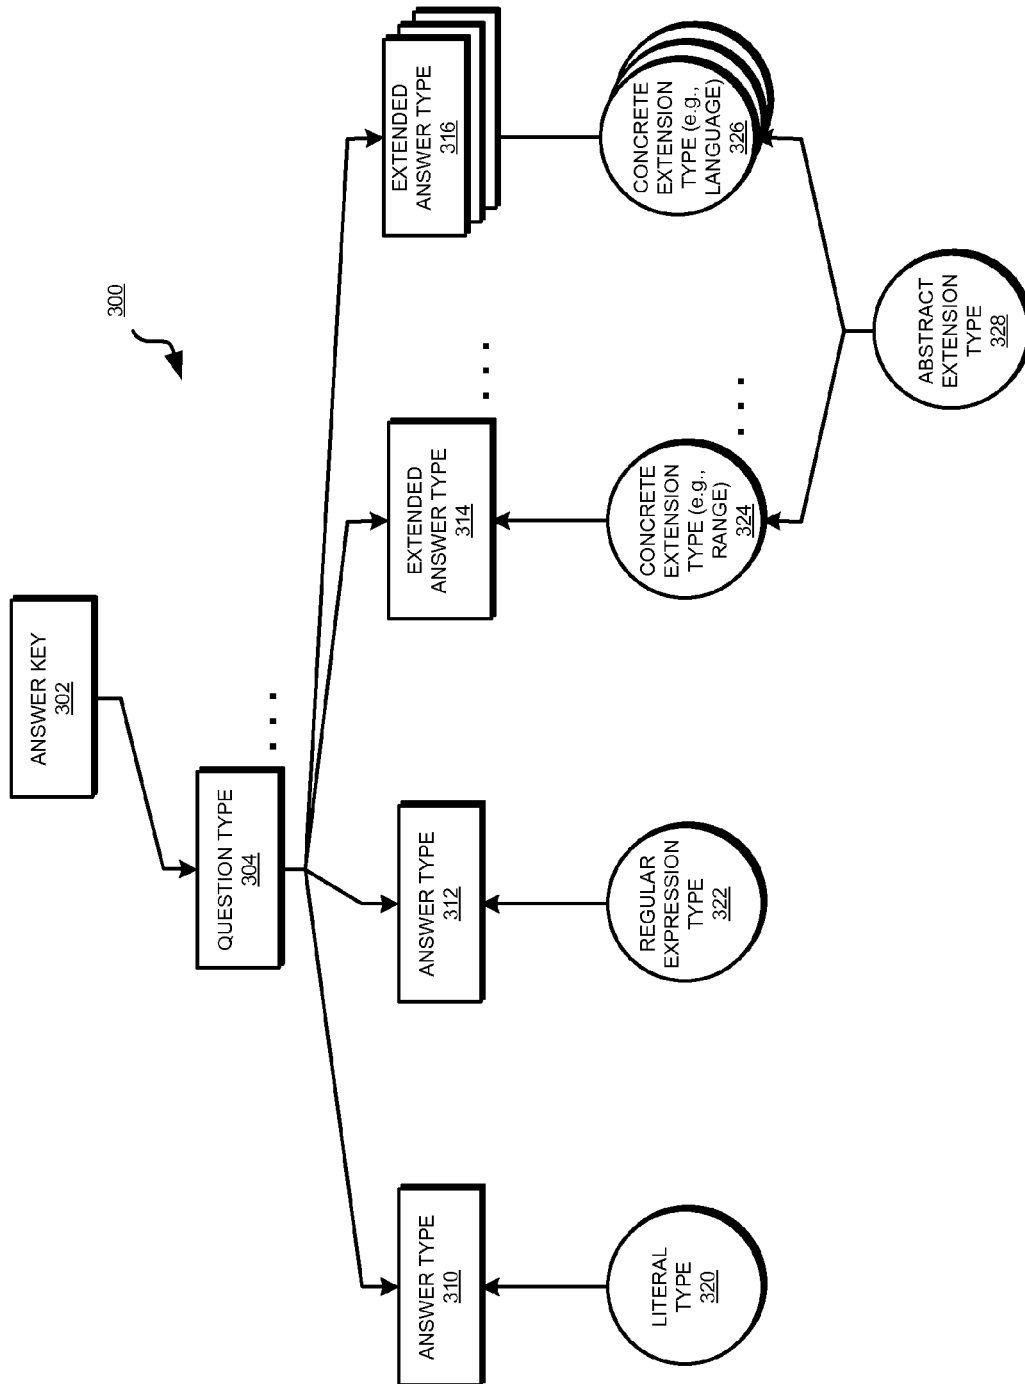 300
ANSWER KEY
302
QUESTION TYPE
304
. . .
ANSWER TYPE
310
ANSWER TYPE
312
EXTENDED
ANSWER TYPE
314
. . .
EXTENDED
ANSWER TYPE
316
LITERAL
TYPE
320
REGULAR
EXPRESSION
TYPE
322
CONCRETE
EXTENSION
TYPE (e.g.,
RANGE)
324
. . .
CONCRETE
EXTENSION
TYPE (e.g.,
LANGUAGE)
326
ABSTRACT
EXTENSION
TYPE
328